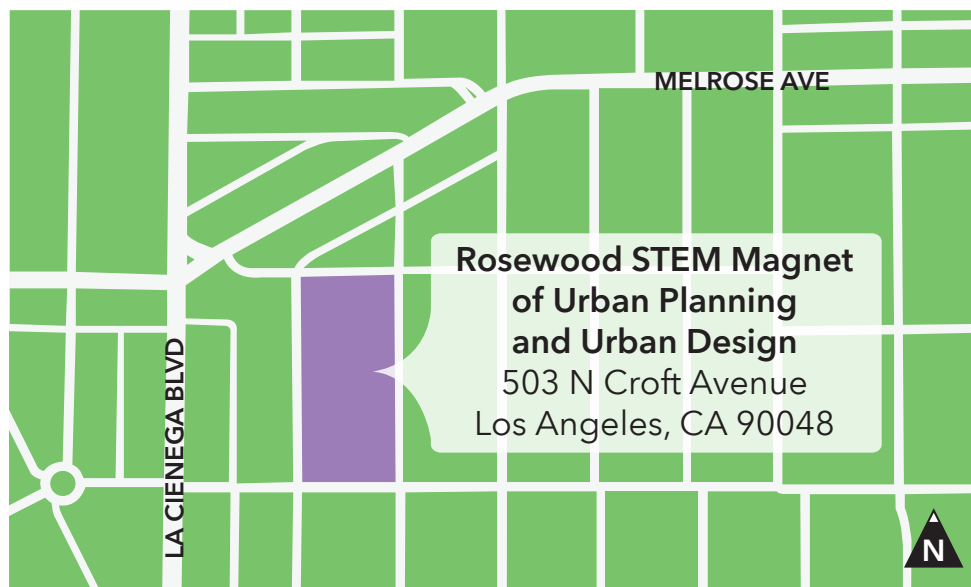 MELROSE AVE
Rosewood STEM Magnet
of Urban Planning
and Urban Design
503 N Croft Avenue
Los Angeles, CA 90048
LA CIENEGA BLVD
N